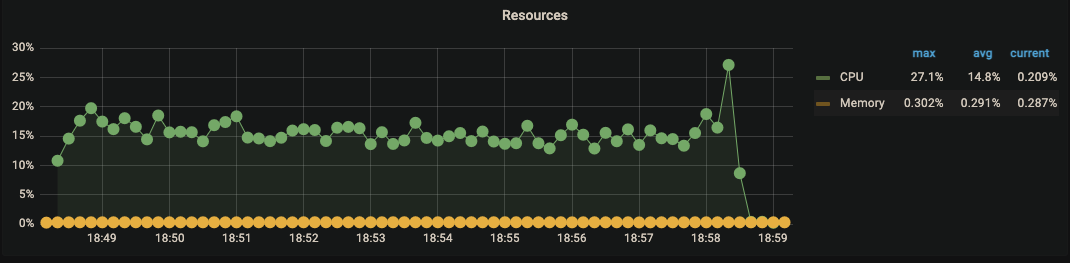 Resources
30%
25%
20%
15%
10%
5%
0%
18:49 18:50 18:51 18:52 18:53 18:54 18:55 18:56 18:57 18:58 18:59
max avg current
CPU 27.1% 14.8% 0.209%
Memory 0.302% 0.291% 0.287%